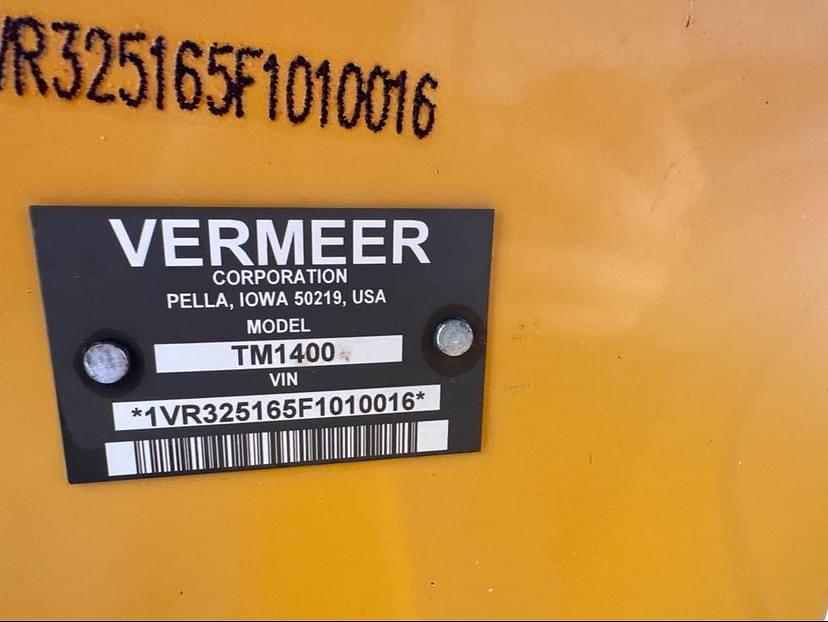 VR325165F1010016
VERMEER
CORPORATION
PELLA, IOWA 50219, USA
MODEL
TM1400
VIN
*1VR325165F1010016*